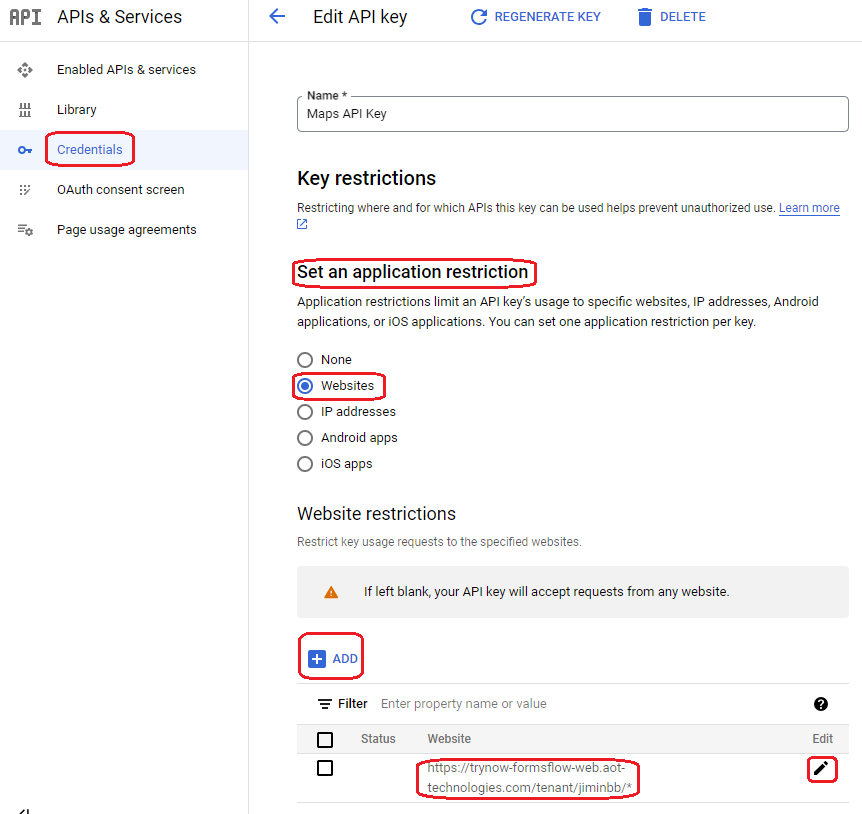 API APIs & Services
Edit API key
REGENERATE KEY
DELETE
Enabled APIs & services
Library
Credentials
OAuth consent screen
Page usage agreements
Name *
Maps API Key
Key restrictions
Restricting where and for which APIs this key can be used helps prevent unauthorized use. Learn more
Set an application restriction
Application restrictions limit an API key's usage to specific websites, IP addresses, Android
applications, or iOS applications. You can set one application restriction per key.
None
Websites
IP addresses
Android apps
iOS apps
Website restrictions
Restrict key usage requests to the specified websites.
If left blank, your API key will accept requests from any website.
ADD
Filter Enter property name or value
Status Website Edit
https://trynow-formsflow-web.aot-
technologies.com/tenant/jiminbb/*